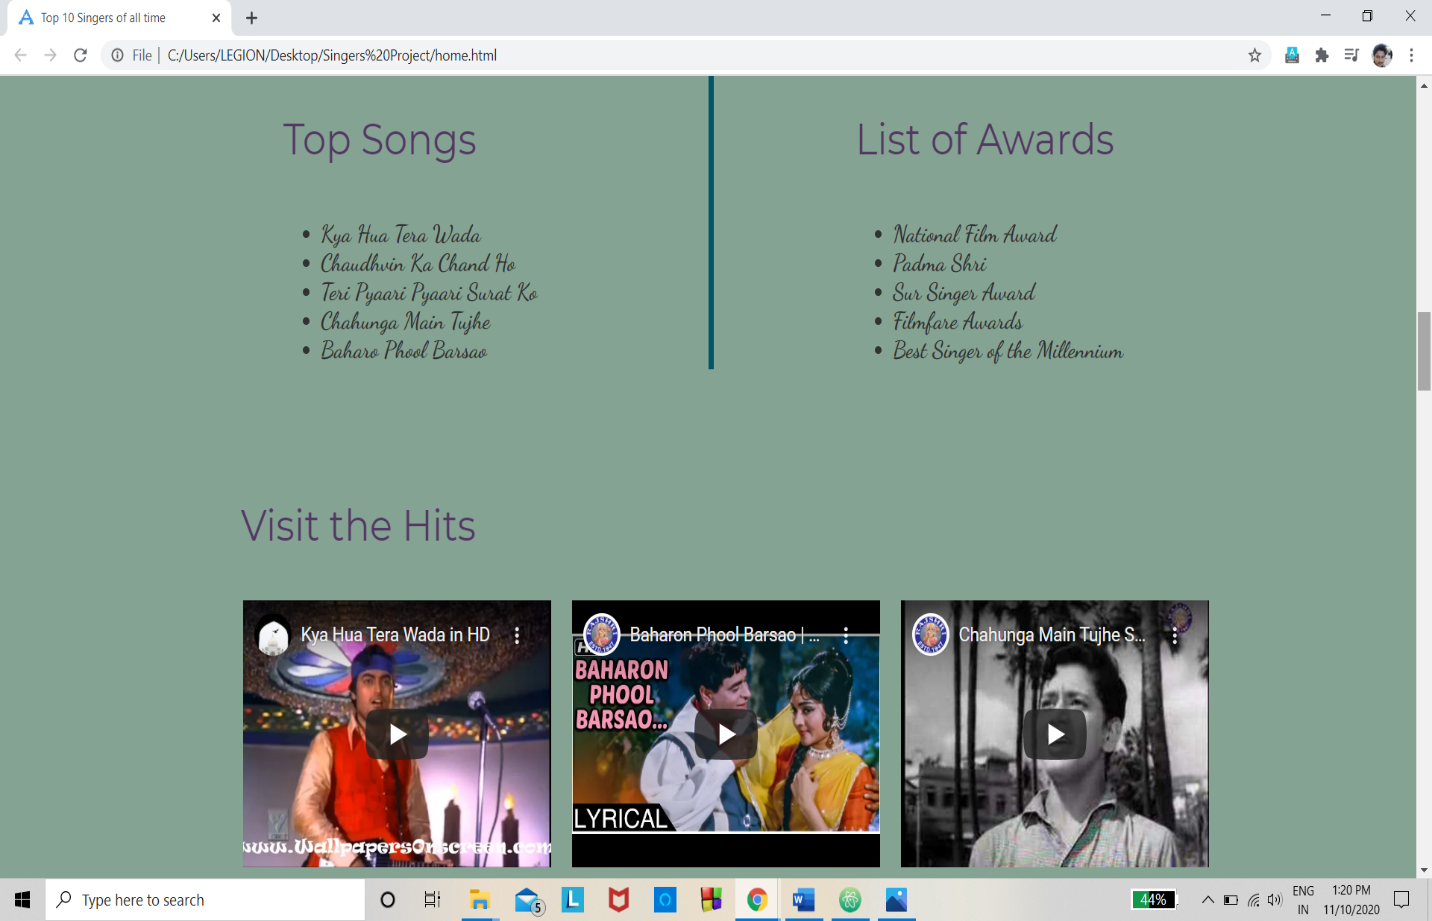 Top 10 Singers of all time
File | C:/Users/LEGION/Desktop/Singers%20Project/home.html
Top Songs
List of Awards
Kya Hua Tera Wada
Chaudhvin Ka Chand Ho
Teri Pyaari Pyaari Surat Ko
Chahunga Main Tujhe
Baharo Phool Barsao
National Film Award
Padma Shri
Sur Singer Award
Filmfare Awards
Best Singer of the Millennium
Visit the Hits
Kya Hua Tera Wada in HD
www.WallpapersOnscreen.com
Baharon Phool Barsao | ...
BAHARON
PHOOL
BARSAO...
LYRICAL
Chahunga Main Tujhe S...
Type here to search
5
L
W
44%
ENG
IN
1:20 PM
11/10/2020